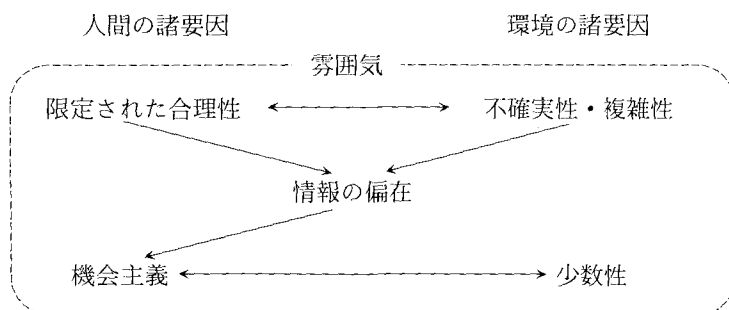 人間の諸要因 環境の諸要因
雰囲気
限定された合理性 不確実性・複雑性
情報の偏在
機会主義 少数性